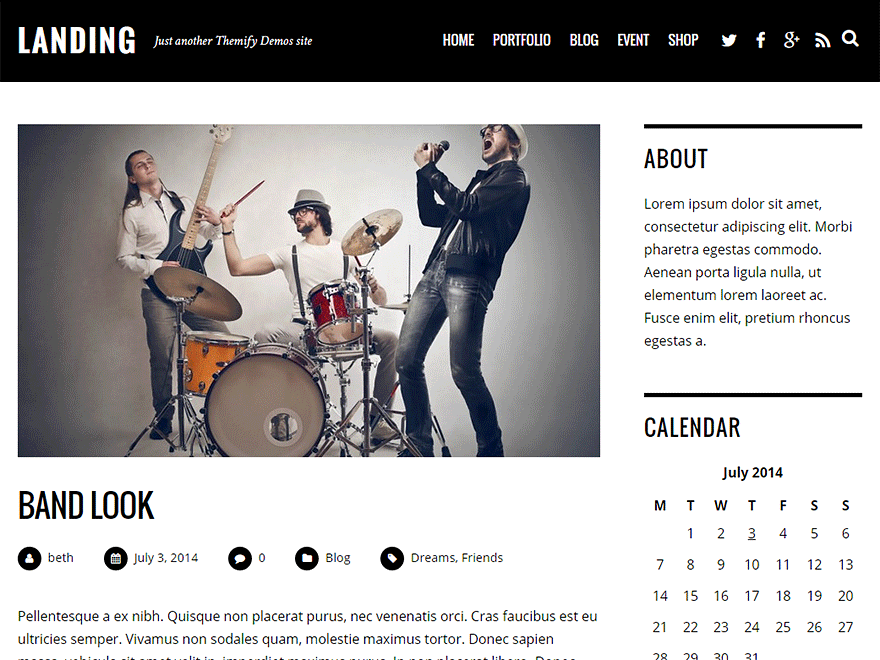 LANDING
Just another Themify Demos site
HOME PORTFOLIO BLOG EVENT SHOP
BAND LOOK
beth July 3, 2014 0 Blog Dreams, Friends
Pellentesque a ex nibh. Quisque non placerat purus, nec venenatis orci. Cras faucibus est eu
ultricies semper. Vivamus non sodales quam, molestie maximus tortor. Donec sapien
ABOUT
Lorem ipsum dolor sit amet,
consectetur adipiscing elit. Morbi
pharetra egestas commodo.
Aenean porta ligula nulla, ut
elementum lorem laoreet ac.
Fusce enim elit, pretium rhoncus
egestas a.
CALENDAR
July 2014
M T W T F S S
1 2 3 4 5 6
7 8 9 10 11 12 13
14 15 16 17 18 19 20
21 22 23 24 25 26 27
28 29 30 31